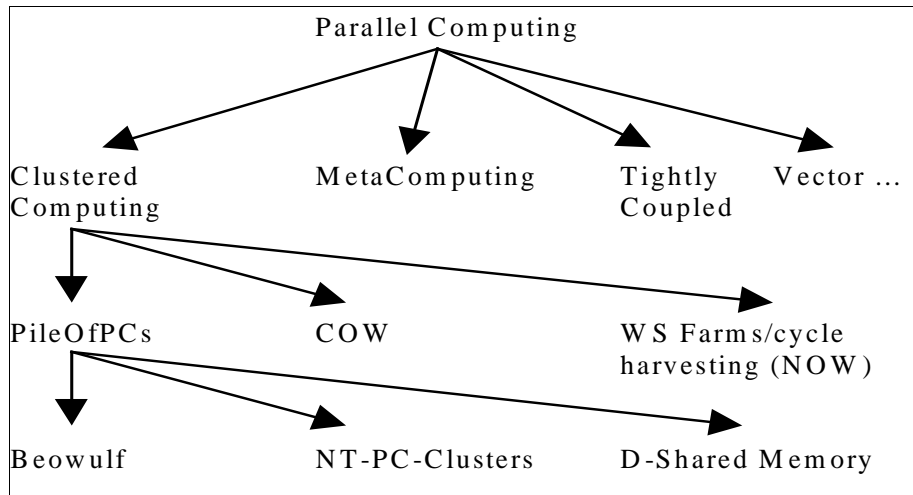 Parallel Computing
Clustered Computing
MetaComputing
Tightly Coupled
Vector ...
PileOfPCs
COW
WS Farms/cycle harvesting (NOW)
Beowulf
NT-PC-Clusters
D-Shared Memory